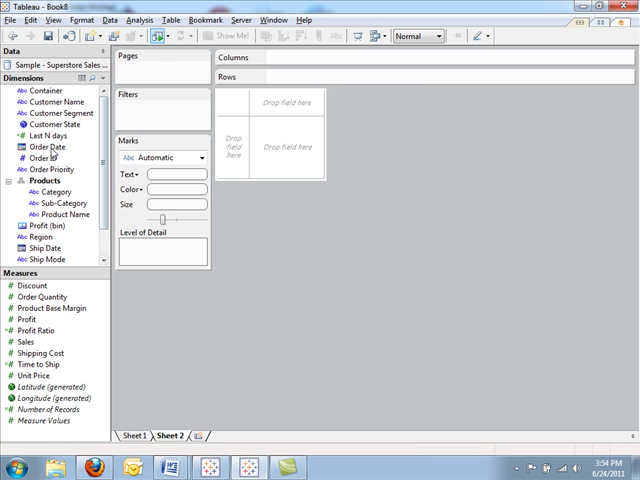 Tableau - Book8
File Edit View Format Data Analysis Table Bookmark Server Window Help
Show Me!
Normal
Data
Sample - Superstore Sales ...
Dimensions
Container
Customer Name
Customer Segment
Customer State
Last N days
Order Date
Order ID
Order Priority
Products
Category
Sub-Category
Product Name
Profit (bin)
Region
Ship Date
Ship Mode
Measures
Discount
Order Quantity
Product Base Margin
Profit
Profit Ratio
Sales
Shipping Cost
Time to Ship
Unit Price
Latitude (generated)
Longitude (generated)
Number of Records
Measure Values
Pages
Filters
Marks
Abc Automatic
Text
Color
Size
Level of Detail
Columns
Rows
Drop field here
Drop
field
here
Drop field here
Sheet 1
Sheet 2
3:54 PM
6/24/2011